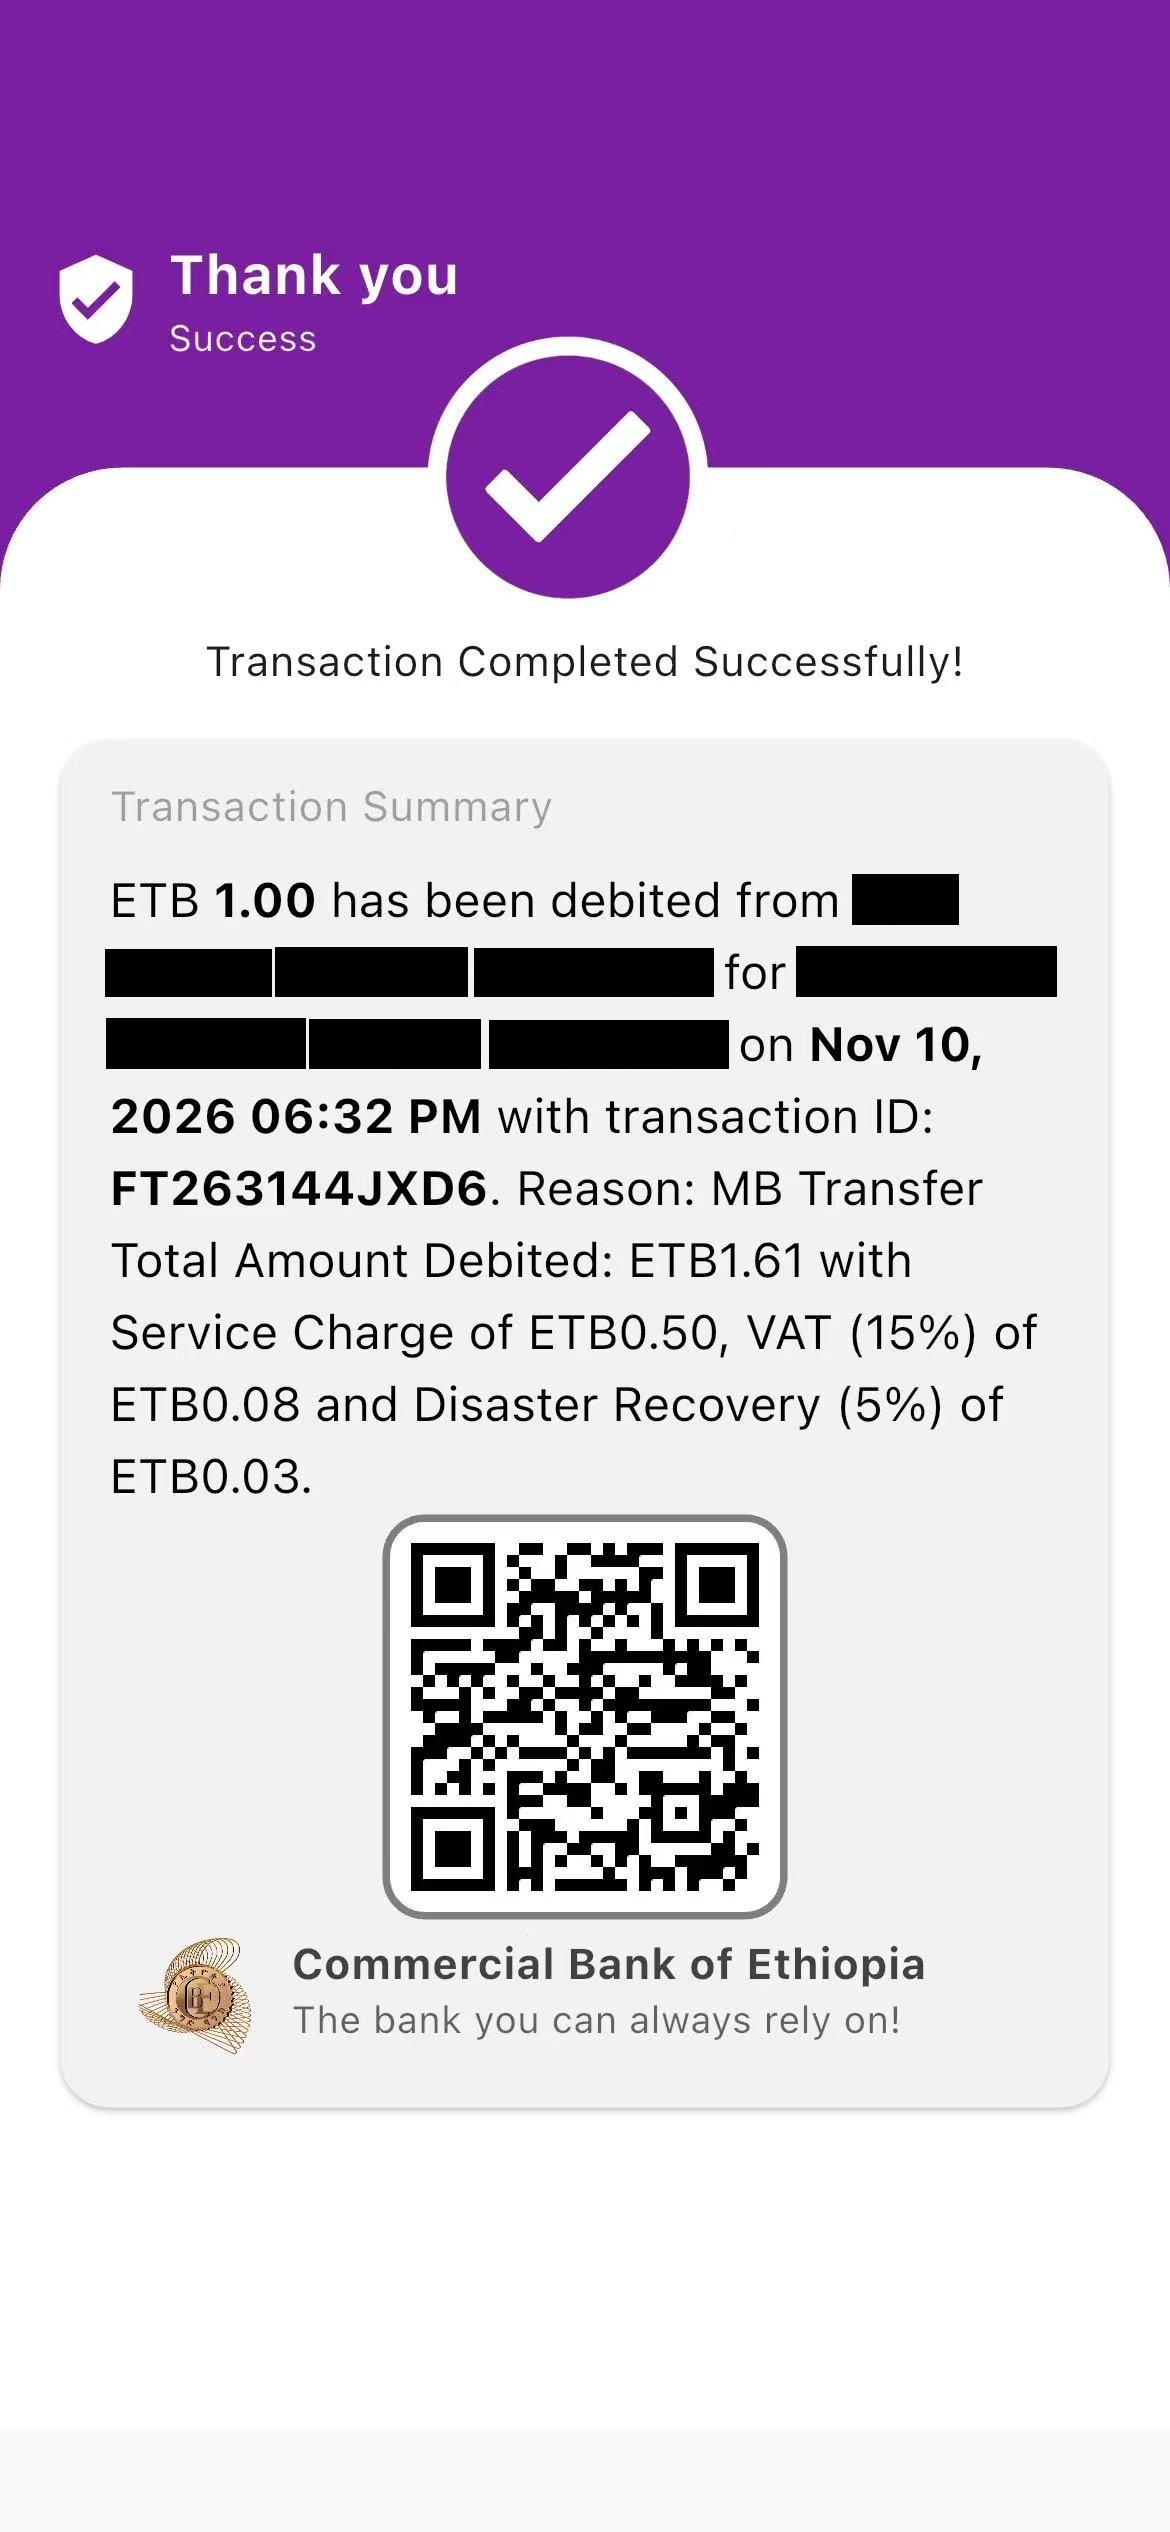 Thank you
Success
Transaction Completed Successfully!
Transaction Summary
ETB 1.00 has been debited from
for
on Nov 10,
2026 06:32 PM with transaction ID:
FT263144JXD6. Reason: MB Transfer
Total Amount Debited: ETB1.61 with
Service Charge of ETB0.50, VAT (15%) of
ETB0.08 and Disaster Recovery (5%) of
ETB0.03.
Commercial Bank of Ethiopia
The bank you can always rely on!